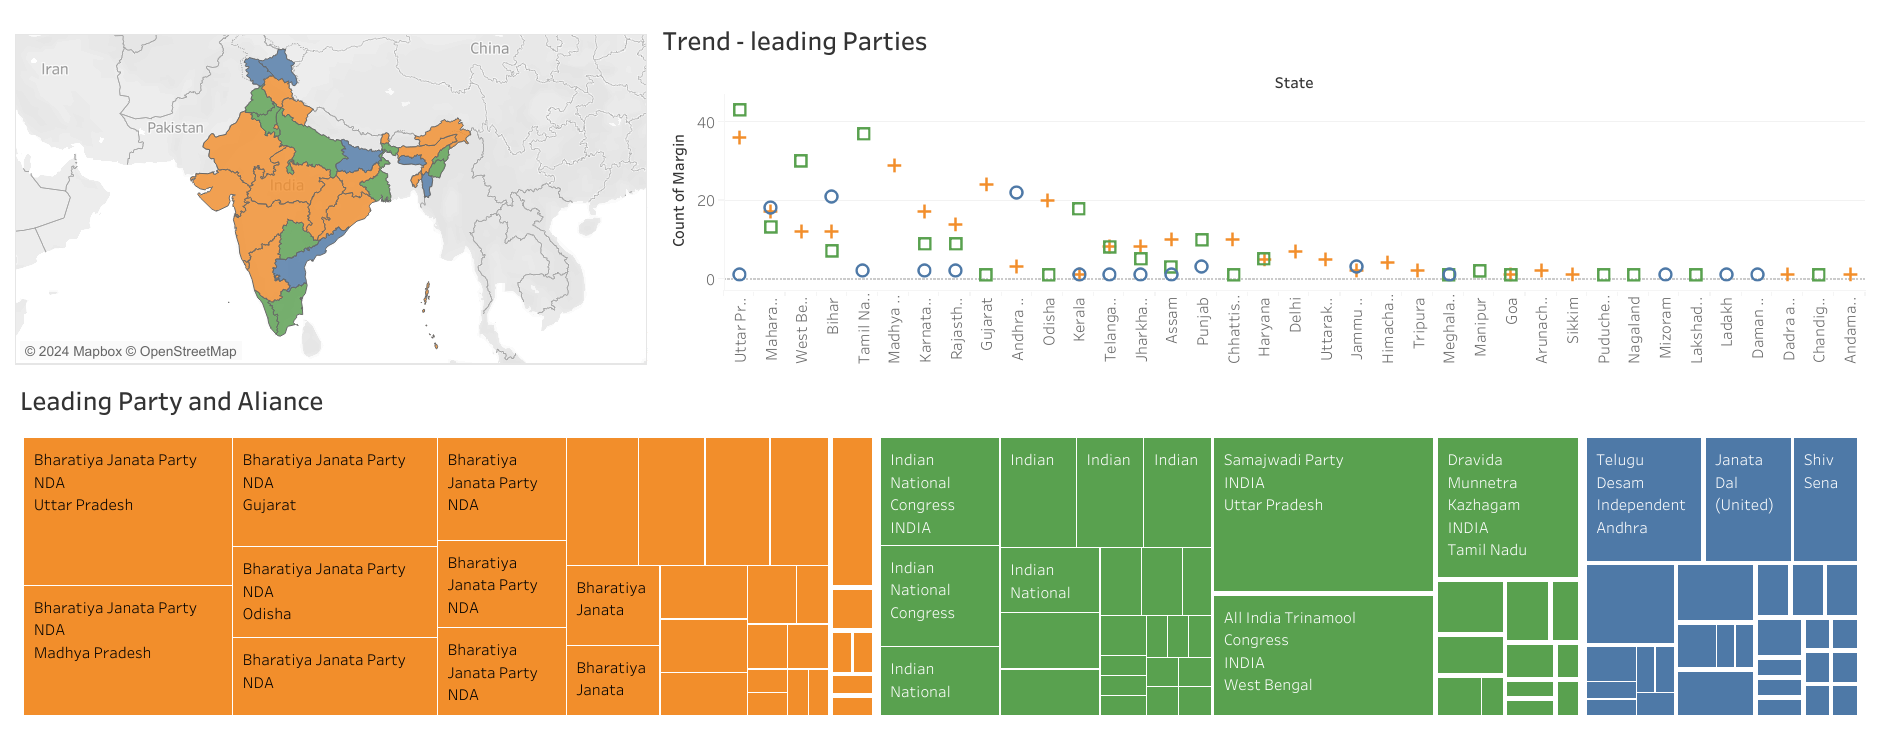 Iran
China
Pakistan
India
© 2024 Mapbox © OpenStreetMap
Trend - leading Parties
State
Count of Margin
40
20
0
Uttar Pr..
Mahara..
West Be..
Bihar
Tamil Na..
Madhya ..
Karnata..
Rajasth..
Gujarat
Andhra ..
Odisha
Kerala
Telanga..
Jharkha..
Assam
Punjab
Chhattis..
Haryana
Delhi
Uttarak..
Jammu ..
Himacha..
Tripura
Meghala..
Manipur
Goa
Arunach..
Sikkim
Puduche..
Nagaland
Mizoram
Lakshad..
Ladakh
Daman ..
Dadra a..
Chandig..
Andama..
Leading Party and Aliance
Bharatiya Janata Party
NDA
Uttar Pradesh
Bharatiya Janata Party
NDA
Madhya Pradesh
Bharatiya Janata Party
NDA
Gujarat
Bharatiya Janata Party
NDA
Odisha
Bharatiya Janata Party
NDA
Bharatiya
Janata Party
NDA
Bharatiya
Janata Party
NDA
Bharatiya
Janata Party
NDA
Bharatiya
Janata
Bharatiya
Janata
Indian
National
Congress
INDIA
Indian
National
Congress
Indian
National
Indian
Indian
Indian
Indian
National
Samajwadi Party
INDIA
Uttar Pradesh
All India Trinamool
Congress
INDIA
West Bengal
Dravida
Munnetra
Kazhagam
INDIA
Tamil Nadu
Telugu
Desam
Independent
Andhra
Janata
Dal
(United)
Shiv
Sena